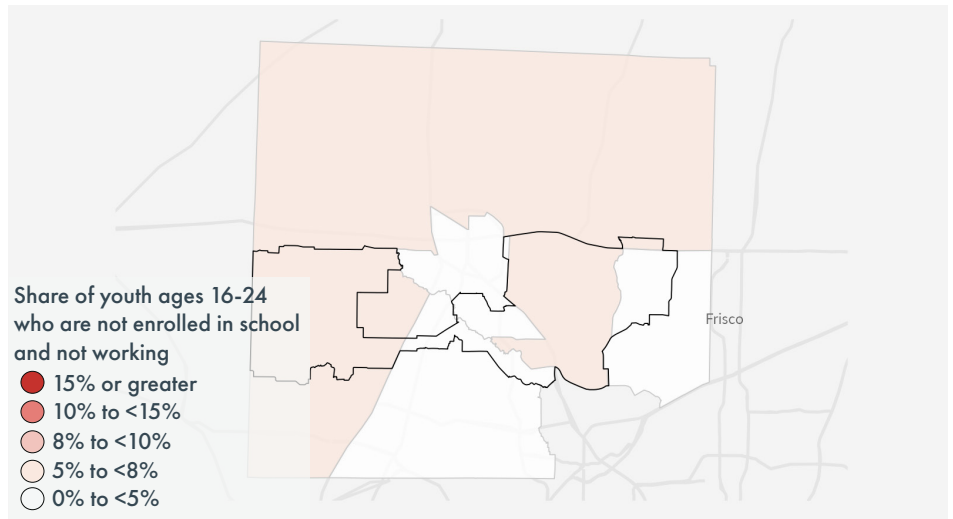 Share of youth ages 16-24
who are not enrolled in school
and not working
15% or greater
10% to <15%
8% to <10%
5% to <8%
0% to <5%
Frisco